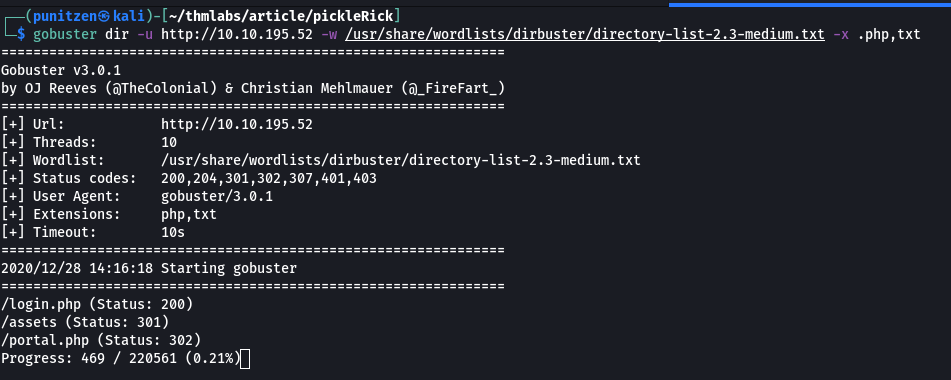 ┌──(punitzen㉿kali)-[~/thmlabs/article/pickleRick]
└─$ gobuster dir -u http://10.10.195.52 -w /usr/share/wordlists/dirbuster/directory-list-2.3-medium.txt -x .php,txt
===============================================================
Gobuster v3.0.1
by OJ Reeves (@TheColonial) & Christian Mehlmauer (@_FireFart_)
===============================================================
[+] Url:            http://10.10.195.52
[+] Threads:        10
[+] Wordlist:       /usr/share/wordlists/dirbuster/directory-list-2.3-medium.txt
[+] Status codes:   200,204,301,302,307,401,403
[+] User Agent:     gobuster/3.0.1
[+] Extensions:     php,txt
[+] Timeout:        10s
===============================================================
2020/12/28 14:16:18 Starting gobuster
===============================================================
/login.php (Status: 200)
/assets (Status: 301)
/portal.php (Status: 302)
Progress: 469 / 220561 (0.21%)